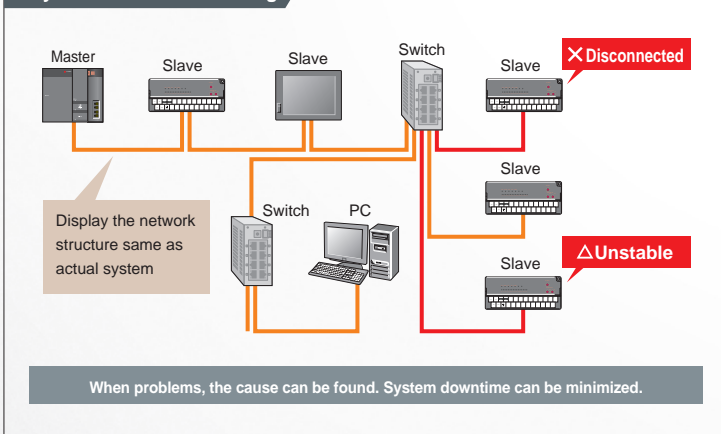 Master
Slave
Slave
Switch
Slave
×Disconnected
Slave
Display the network
structure same as
actual system
Switch
PC
Slave
△Unstable
When problems, the cause can be found. System downtime can be minimized.